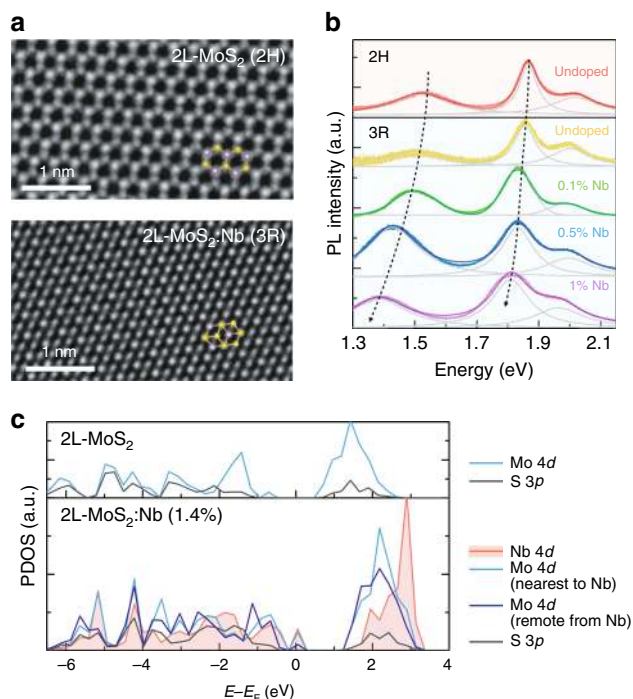 a
2L-MoS₂ (2H)
1 nm
2L-MoS₂:Nb (3R)
1 nm
b
2H
Undoped
3R
Undoped
0.1% Nb
0.5% Nb
1% Nb
PL intensity (a.u.)
1.3 1.5 1.7 1.9 2.1
Energy (eV)
c
2L-MoS₂
2L-MoS₂:Nb (1.4%)
PDOS (a.u.)
−6 −4 −2 0 2 4
E–E_F (eV)
Mo 4d
S 3p
Nb 4d
Mo 4d
(nearest to Nb)
Mo 4d
(remote from Nb)
S 3p